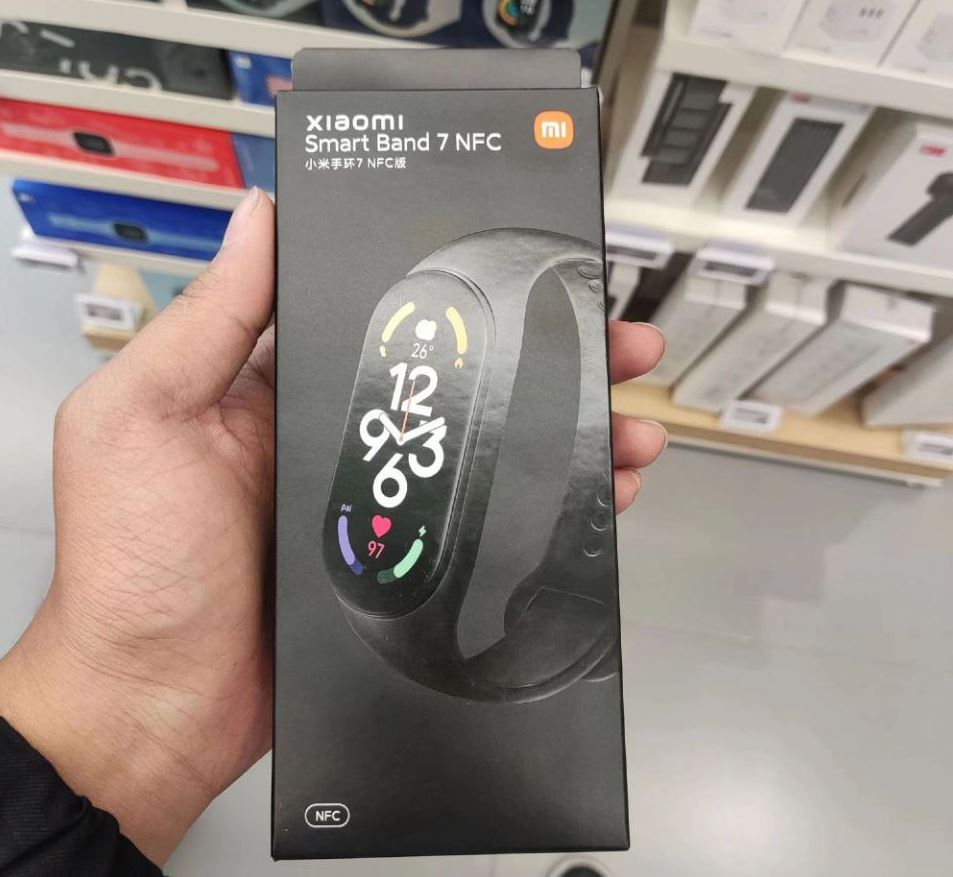 xiaomi
Smart Band 7 NFC
小米手环7 NFC版
mi
26°
12
9
3
6
97
NFC